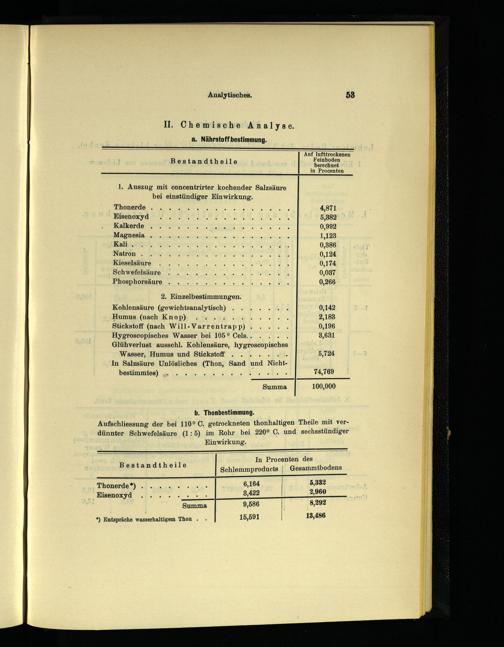 Analytisches. 53
II. Chemische Analyse.
a. Nährstoffbestimmung.
Bestandtheile
Auf lufttrockenen
Feinboden
berechnet
in Procenten
1. Auszug mit concentrirter kochender Salzsäure
bei einstündiger Einwirkung.
Thonerde . . . . . . . . . . . . . . . 4,871
Eisenoxyd . . . . . . . . . . . . . . 5,382
Kalkerde . . . . . . . . . . . . . . . 0,992
Magnesia . . . . . . . . . . . . . . . 1,123
Kali . . . . . . . . . . . . . . . . . 0,386
Natron . . . . . . . . . . . . . . . . 0,124
Kieselsäure . . . . . . . . . . . . . 0,174
Schwefelsäure . . . . . . . . . . . . 0,037
Phosphorsäure . . . . . . . . . . . . 0,266
2. Einzelbestimmungen.
Kohlensäure (gewichtsanalytisch) . . . . . . . 0,142
Humus (nach Knop) . . . . . . . . . . 2,183
Stickstoff (nach Will-Varrentrapp) . . . . . 0,196
Hygroscopisches Wasser bei 105° Cels. . . . . . 3,631
Glühverlust ausschl. Kohlensäure, hygroscopisches
Wasser, Humus und Stickstoff . . . . . . . 5,724
In Salzsäure Unlösliches (Thon, Sand und Nicht-
bestimmtes) . . . . . . . . . . . . . 74,769
Summa 100,000
b. Thonbestimmung.
Aufschliessung der bei 110° C. getrockneten thonhaltigen Theile mit ver-
dünnter Schwefelsäure (1:5) im Rohr bei 220° C. und sechsstündiger
Einwirkung.
Bestandtheile
In Procenten des
Schlemmproducts Gesammtbodens
Thonerde*) . . . . . . . . 6,164 5,332
Eisenoxyd . . . . . . . . 3,422 2,960
Summa 9,586 8,292
*) Entspräche wasserhaltigem Thon . . 15,591 13,486